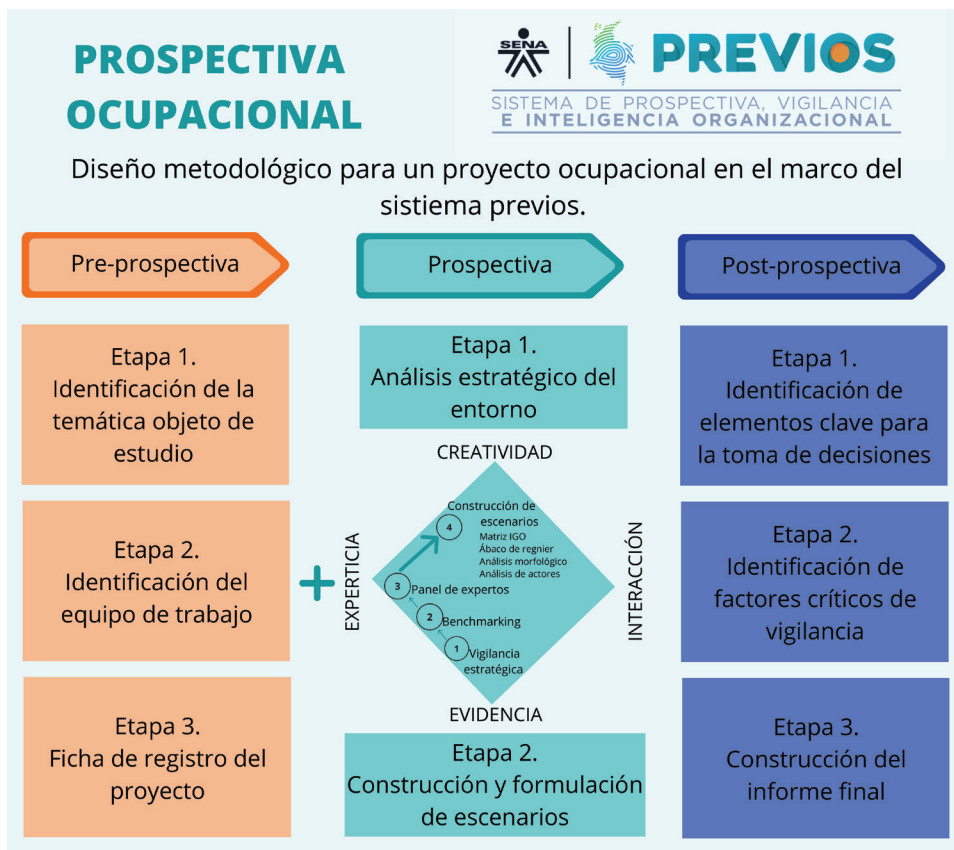 PROSPECTIVA
OCUPACIONAL
SENA
PREVIOS
SISTEMA DE PROSPECTIVA, VIGILANCIA
E INTELIGENCIA ORGANIZACIONAL
Diseño metodológico para un proyecto ocupacional en el marco del
sistiema previos.
Pre-prospectiva
Etapa 1.
Identificación de la
temática objeto de
estudio
Etapa 2.
Identificación del
equipo de trabajo
Etapa 3.
Ficha de registro del
proyecto
+
Prospectiva
Etapa 1.
Análisis estratégico del
entorno
CREATIVIDAD
EXPERTICIA
INTERACCIÓN
4
Construcción de
escenarios
Matriz IGO
Ábaco de regnier
Análisis morfológico
Análisis de actores
3 Panel de expertos
2 Benchmarking
1 Vigilancia
estratégica
EVIDENCIA
Etapa 2.
Construcción y formulación
de escenarios
Post-prospectiva
Etapa 1.
Identificación de
elementos clave para
la toma de decisiones
Etapa 2.
Identificación de
factores críticos de
vigilancia
Etapa 3.
Construcción del
informe final